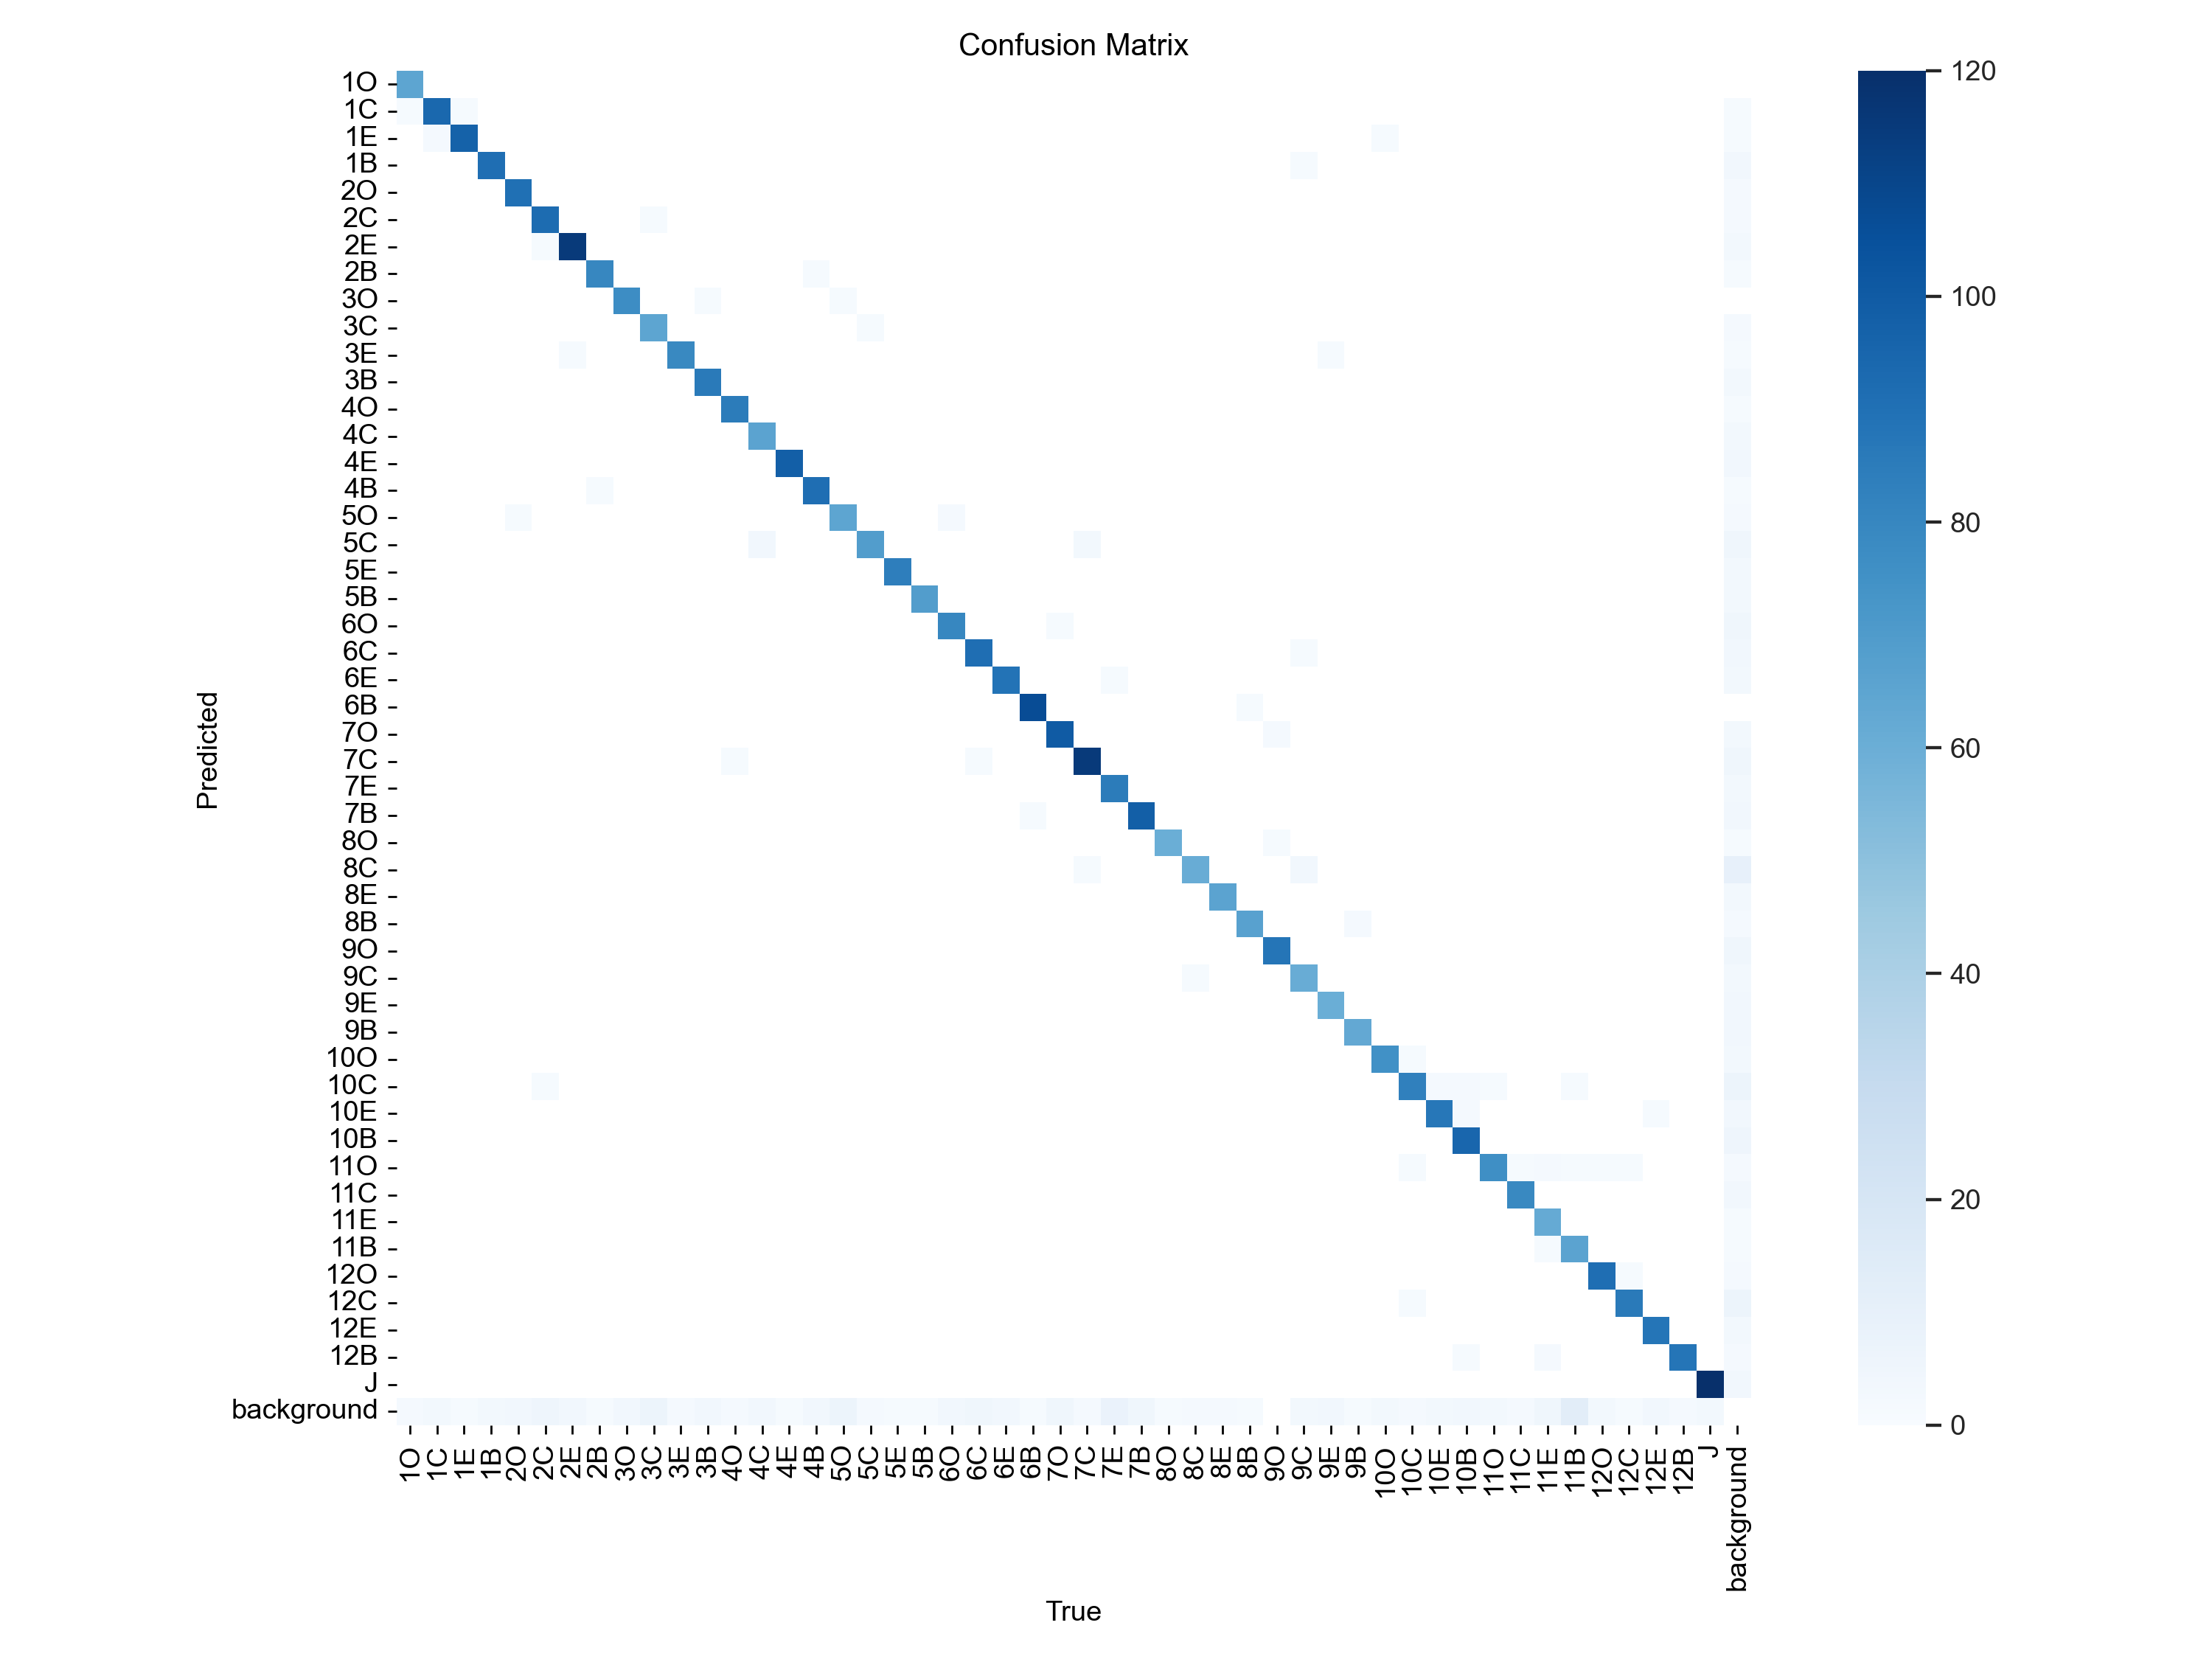 Confusion Matrix
1O
1C
1E
1B
2O
2C
2E
2B
3O
3C
3E
3B
4O
4C
4E
4B
5O
5C
5E
5B
6O
6C
6E
6B
7O
7C
7E
7B
8O
8C
8E
8B
9O
9C
9E
9B
10O
10C
10E
10B
11O
11C
11E
11B
12O
12C
12E
12B
J
background
Predicted
1O 1C 1E 1B 2O 2C 2E 2B 3O 3C 3E 3B 4O 4C 4E 4B 5O 5C 5E 5B 6O 6C 6E 6B 7O 7C 7E 7B 8O 8C 8E 8B 9O 9C 9E 9B 10O 10C 10E 10B 11O 11C 11E 11B 12O 12C 12E 12B J background
True
120
100
80
60
40
20
0